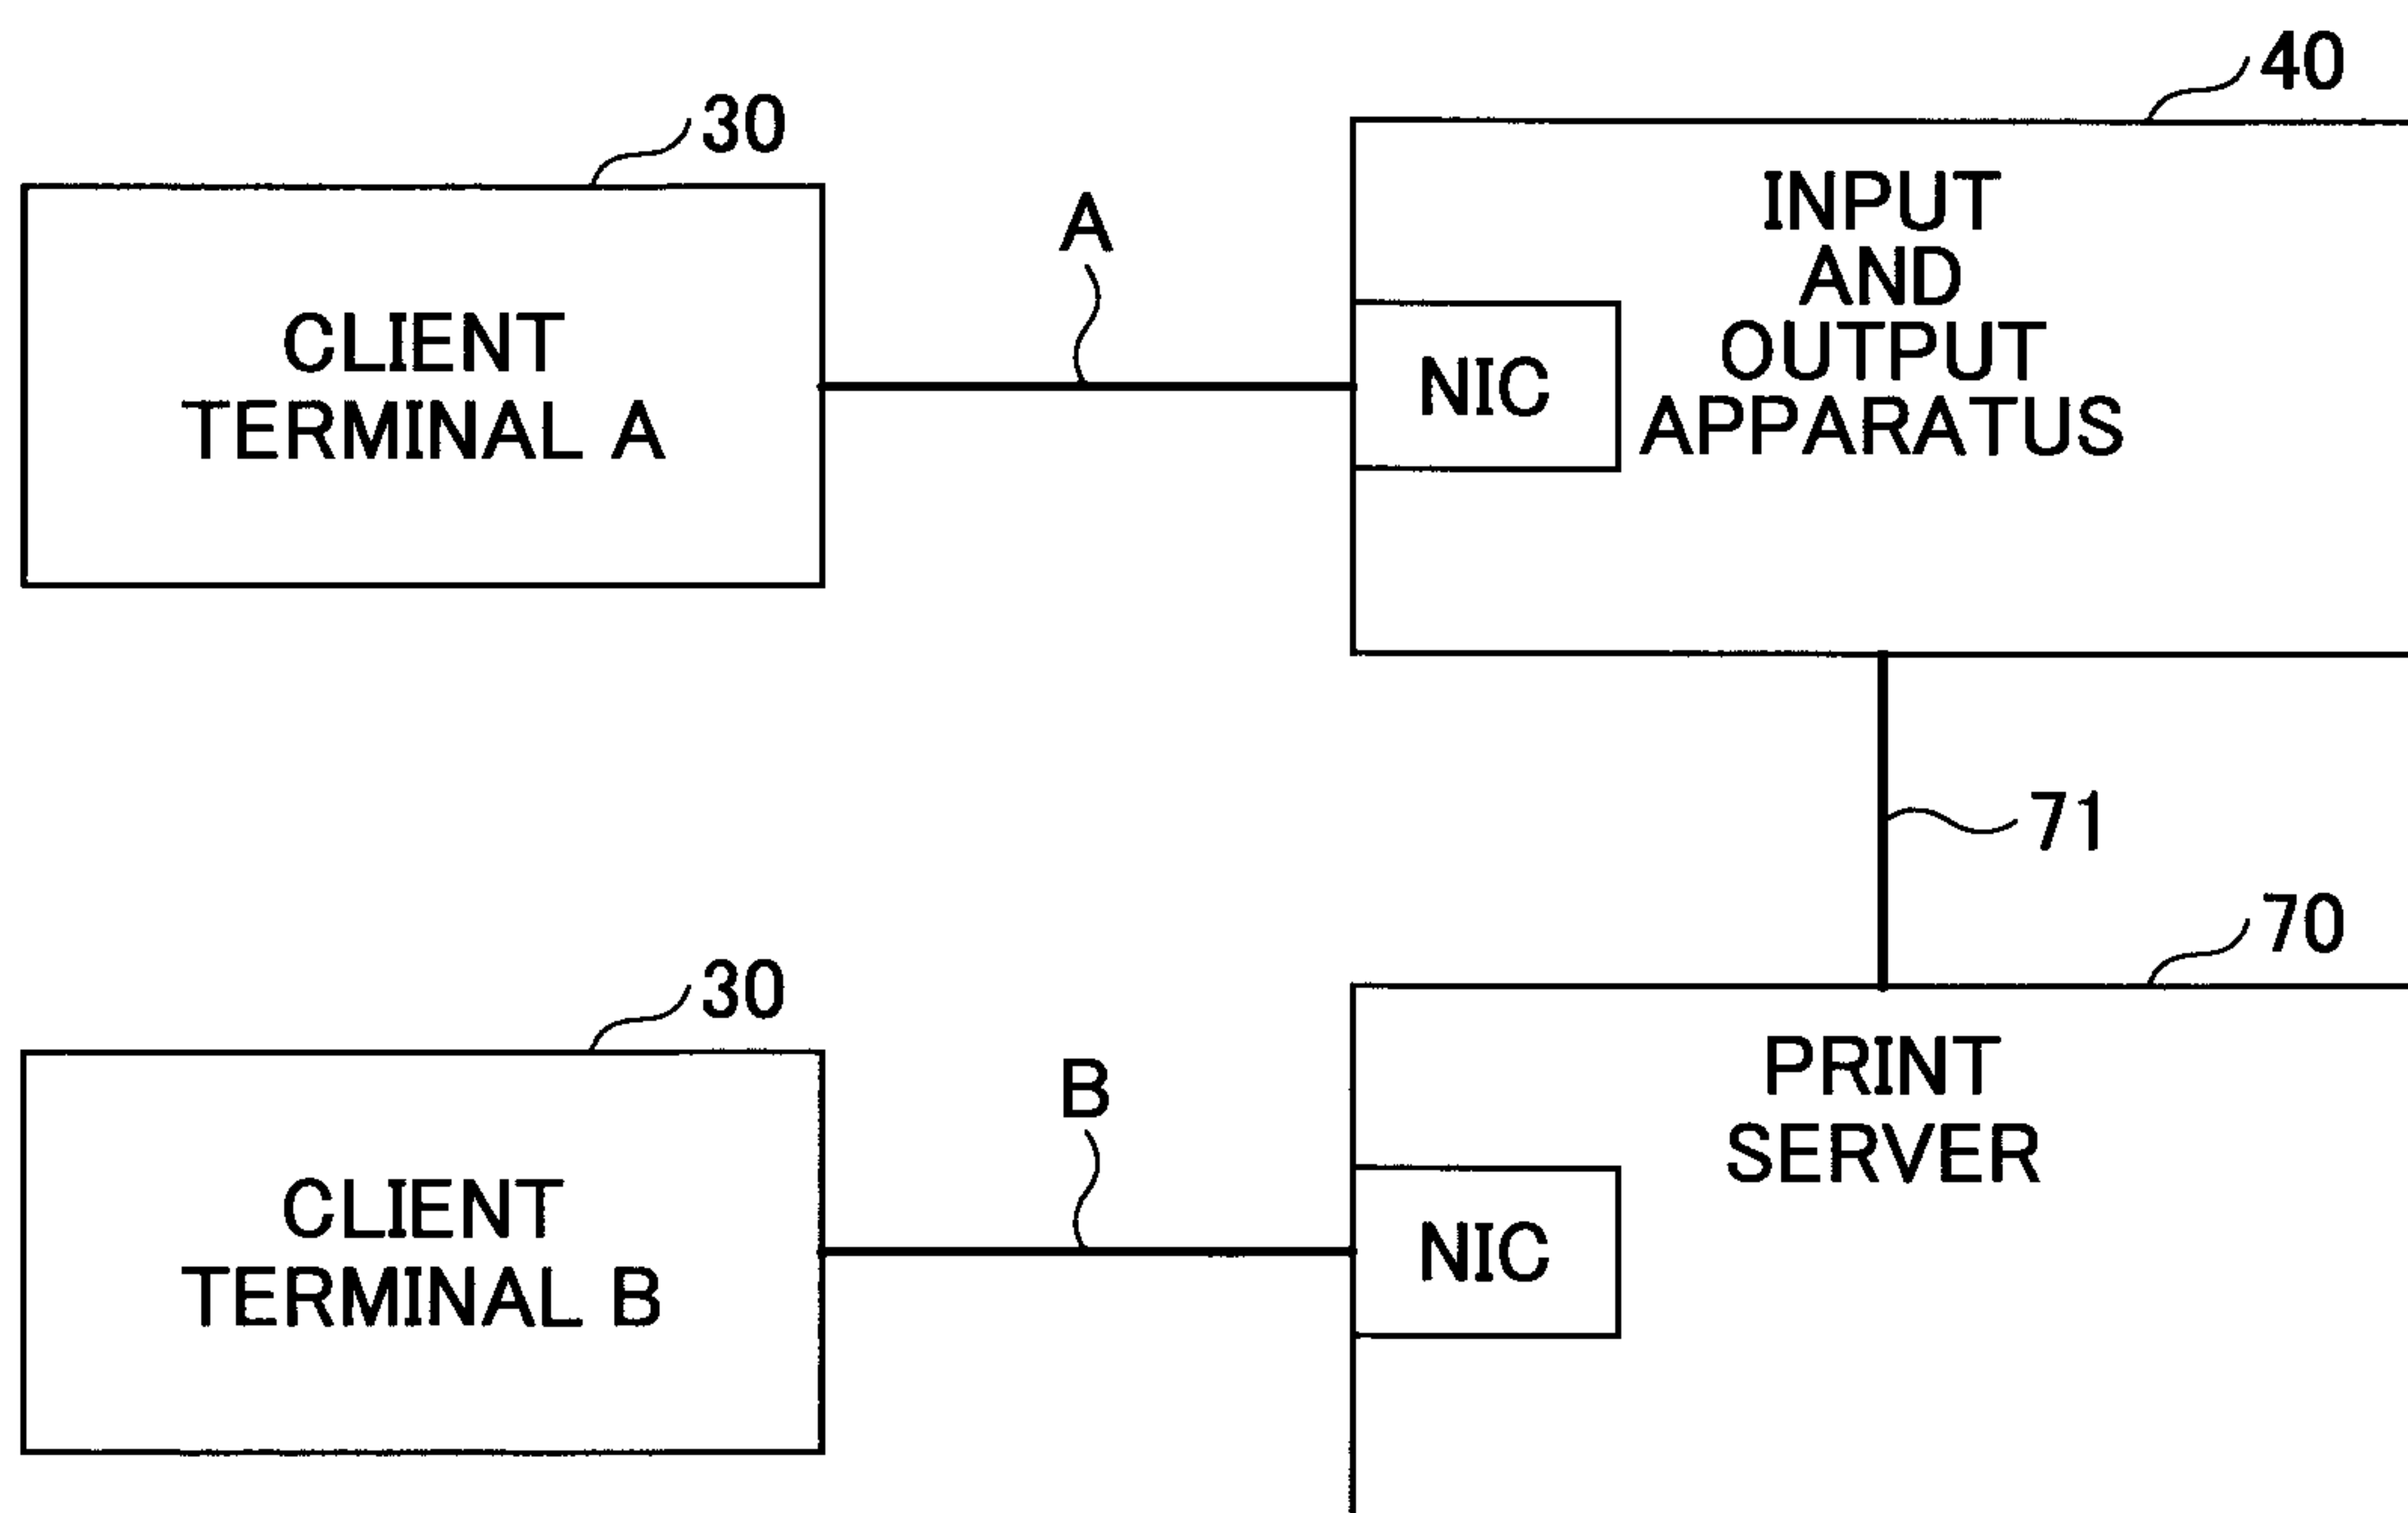 30
CLIENT
TERMINAL A
A
40
INPUT
AND
OUTPUT
APPARATUS
NIC
71
30
CLIENT
TERMINAL B
B
70
PRINT
SERVER
NIC